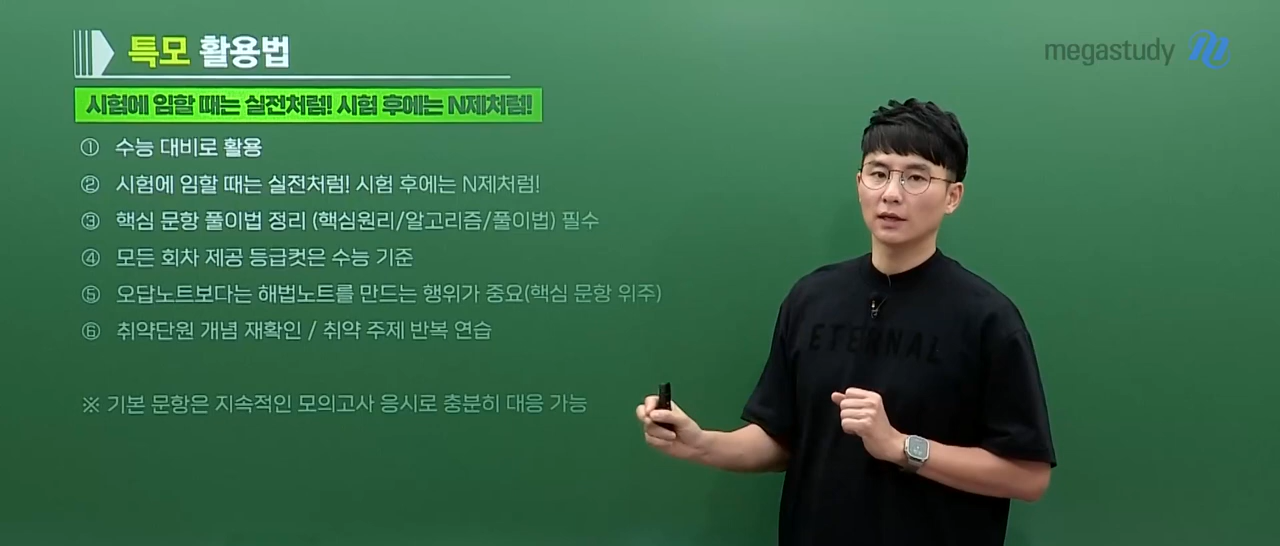 특모 활용법
megastudy
시험에 임할 때는 실전처럼! 시험 후에는 N제처럼!
① 수능 대비로 활용
② 시험에 임할 때는 실전처럼! 시험 후에는 N제처럼!
③ 핵심 문항 풀이법 정리 (핵심원리/알고리즘/풀이법) 필수
④ 모든 회차 제공 등급컷은 수능 기준
⑤ 오답노트보다는 해법노트를 만드는 행위가 중요(핵심 문항 위주)
⑥ 취약단원 개념 재확인 / 취약 주제 반복 연습
※ 기본 문항은 지속적인 모의고사 응시로 충분히 대응 가능
ETERNAL